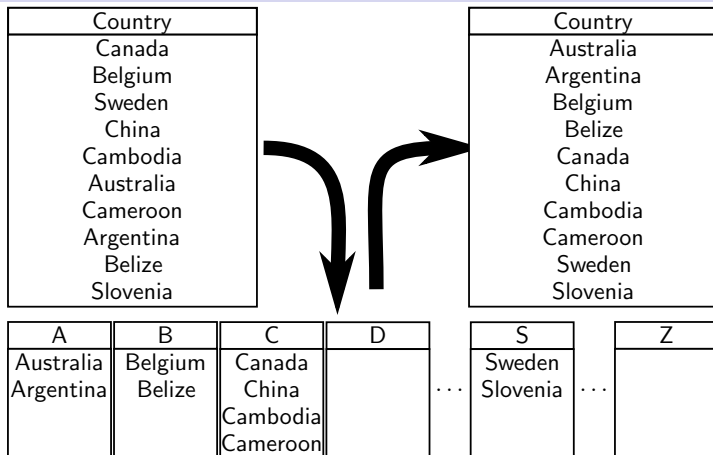 Country
Canada
Belgium
Sweden
China
Cambodia
Australia
Cameroon
Argentina
Belize
Slovenia
Country
Australia
Argentina
Belgium
Belize
Canada
China
Cambodia
Cameroon
Sweden
Slovenia
A
Australia
Argentina
B
Belgium
Belize
C
Canada
China
Cambodia
Cameroon
D
...
S
Sweden
Slovenia
...
Z